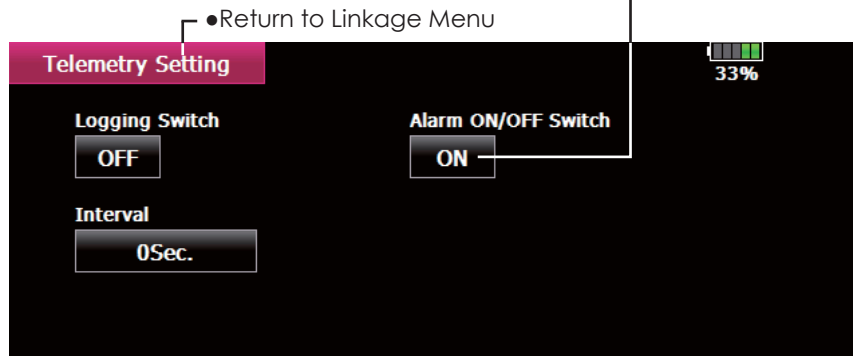 ●Return to Linkage Menu
Telemetry Setting
33%
Logging Switch
Alarm ON/OFF Switch
OFF
ON
Interval
0Sec.